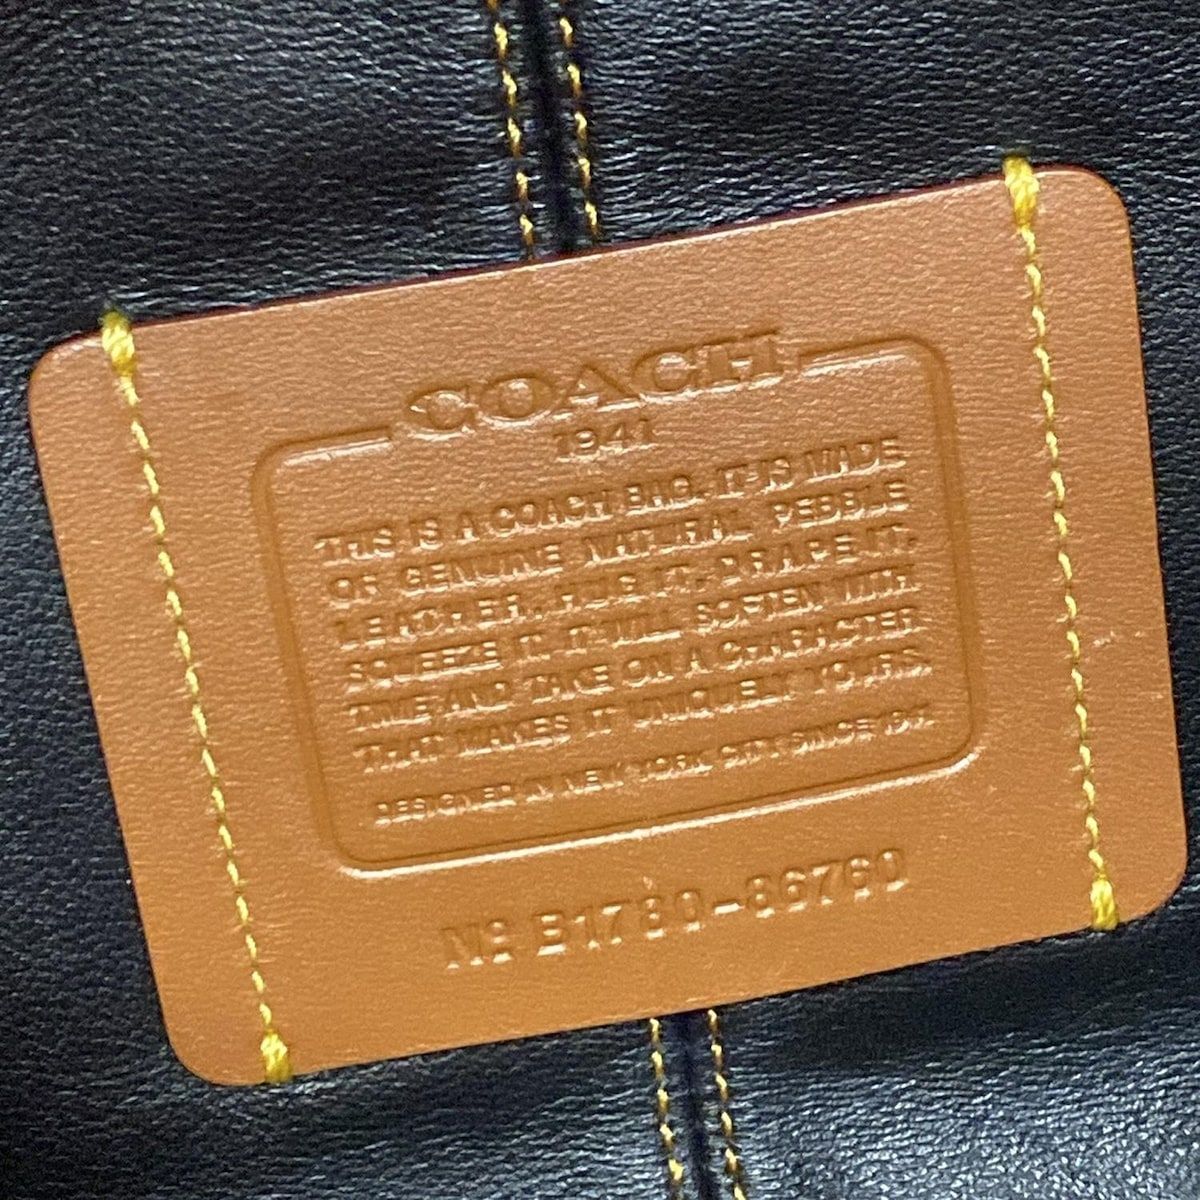 COACH
1941
THIS IS A COACH BAG. IT IS MADE
OF GENUINE NATURAL PEBBLE
LEATHER. HUG IT. DRAPE IT.
SQUEEZE IT. IT WILL SOFTEN WITH
TIME AND TAKE ON A CHARACTER
THAT MAKES IT UNIQUELY YOURS.
DESIGNED IN NEW YORK CITY SINCE 1941
Nº B1780-86760